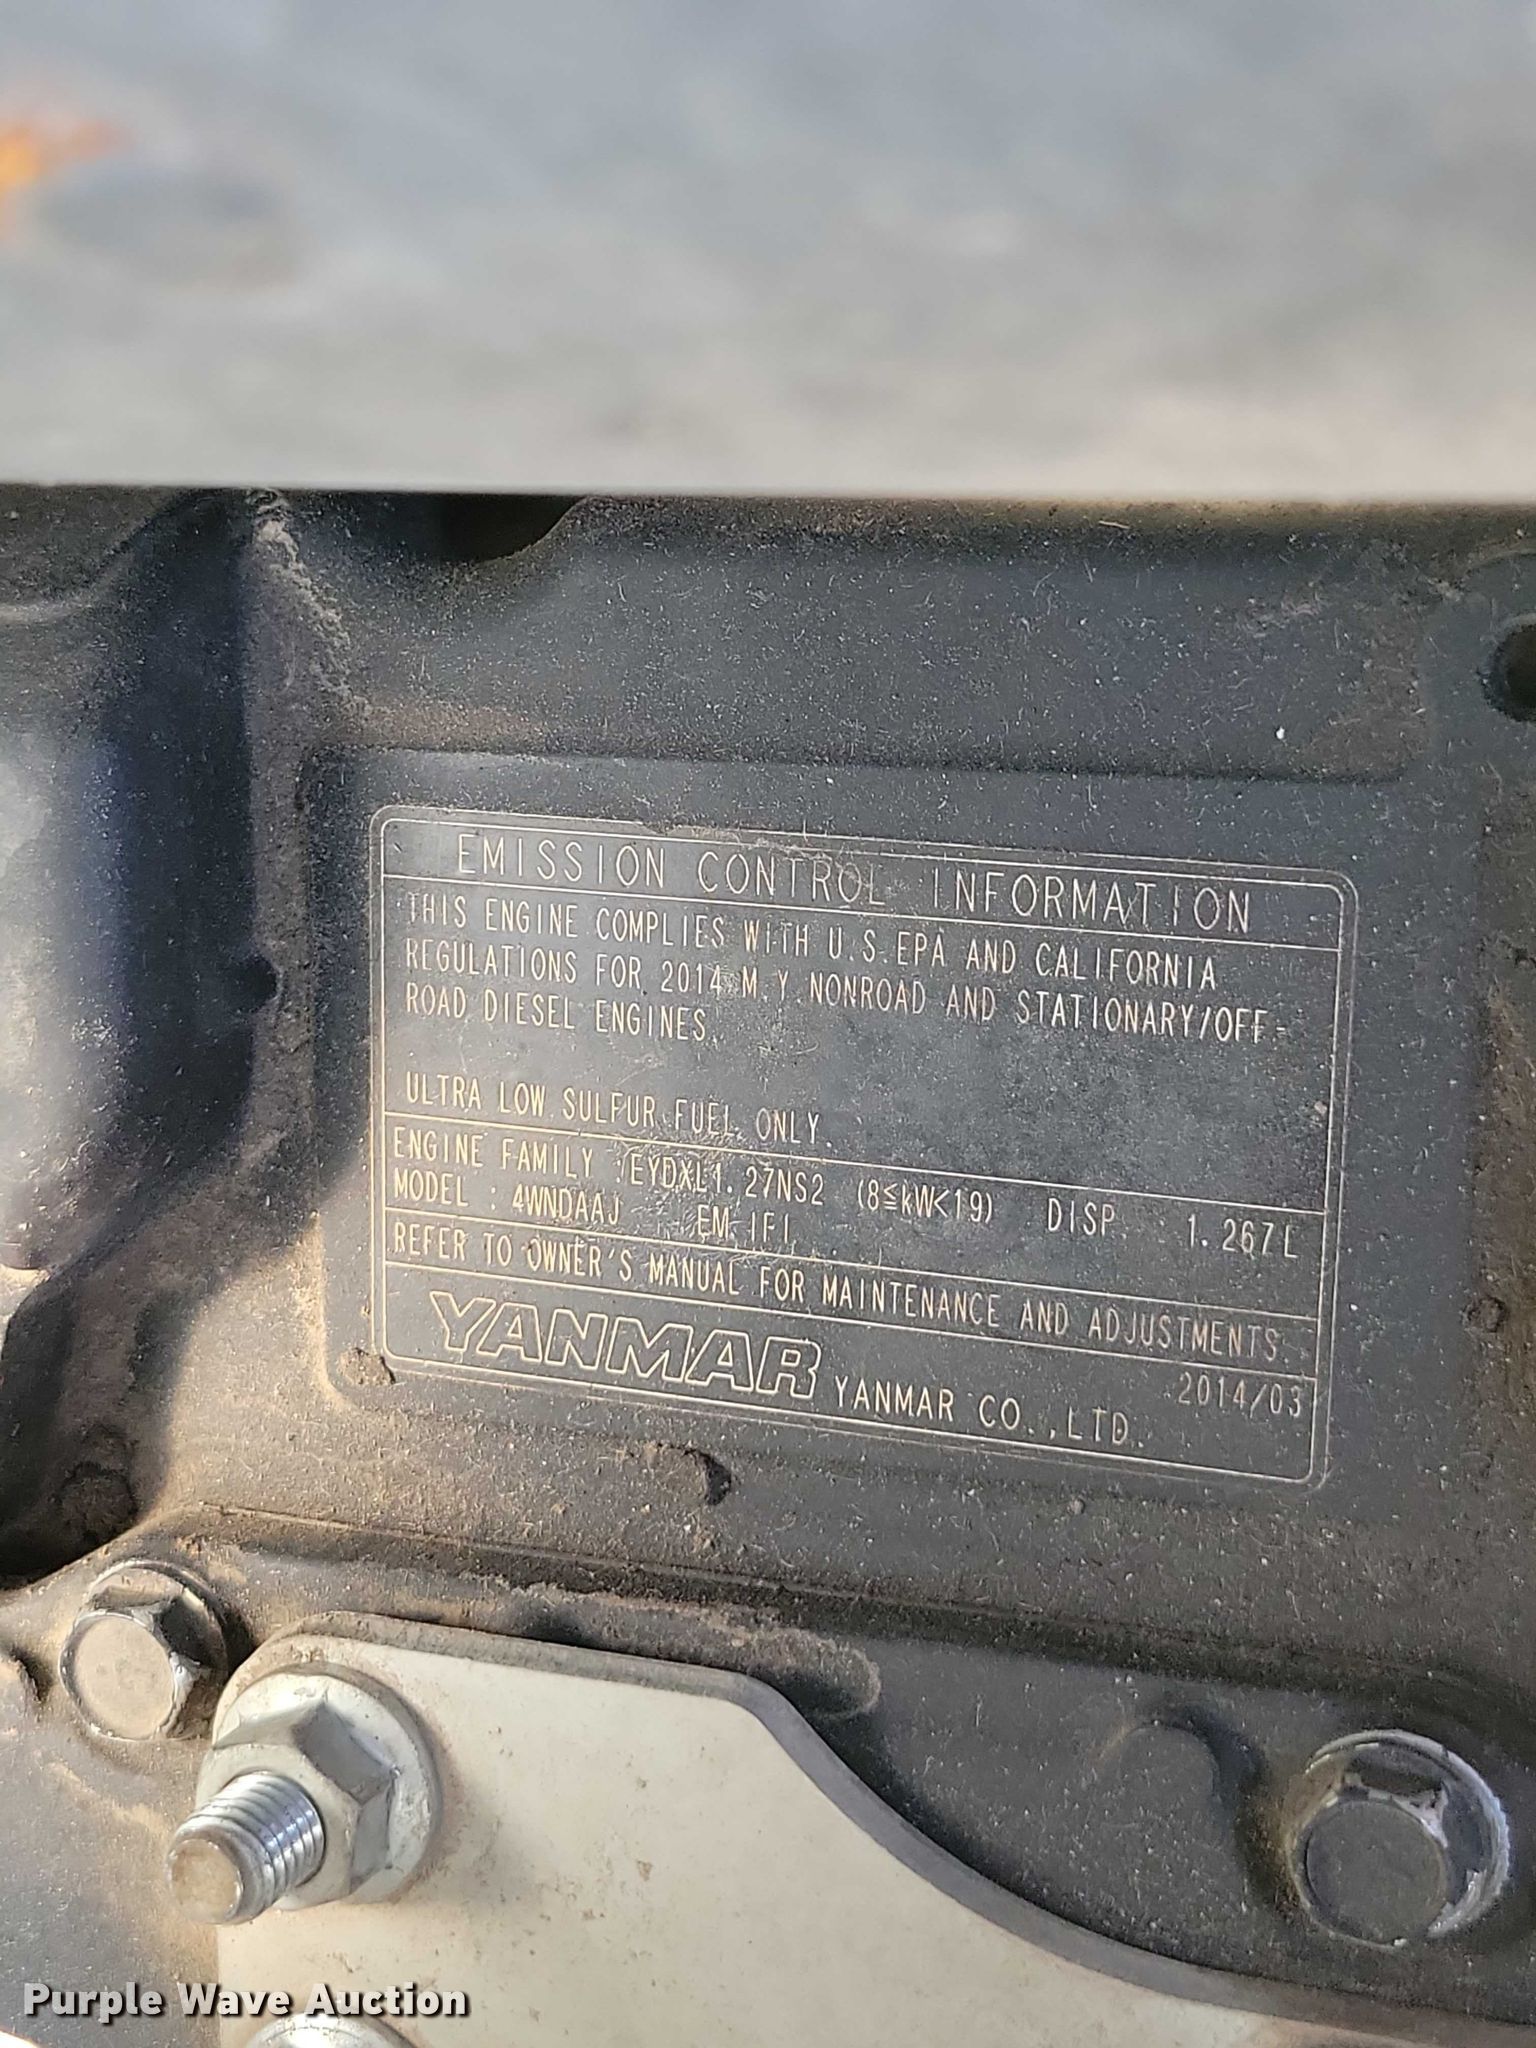 EMISSION CONTROL INFORMATION
THIS ENGINE COMPLIES WITH U.S.EPA AND CALIFORNIA
REGULATIONS FOR 2014 M.Y NONROAD AND STATIONARY/OFF-
ROAD DIESEL ENGINES.
ULTRA LOW SULFUR FUEL ONLY.
ENGINE FAMILY :EYDXL1.27NS2 (8≤kW<19) DISP. : 1.267L
MODEL : 4WNDAAJ EM,IFI
REFER TO OWNER'S MANUAL FOR MAINTENANCE AND ADJUSTMENTS.
YANMAR YANMAR CO.,LTD. 2014/03
Purple Wave Auction